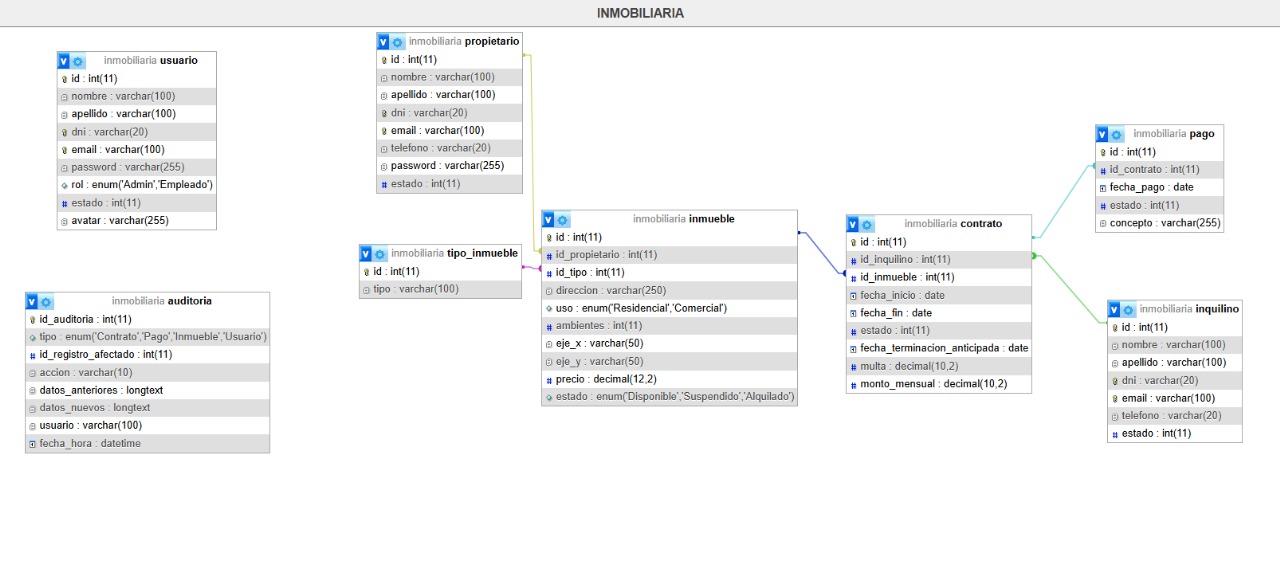 INMOBILIARIA
inmobiliaria usuario
id : int(11)
nombre : varchar(100)
apellido : varchar(100)
dni : varchar(20)
email : varchar(100)
password : varchar(255)
rol : enum('Admin','Empleado')
estado : int(11)
avatar : varchar(255)
inmobiliaria auditoria
id_auditoria : int(11)
tipo : enum('Contrato','Pago','Inmueble','Usuario')
id_registro_afectado : int(11)
accion : varchar(10)
datos_anteriores : longtext
datos_nuevos : longtext
usuario : varchar(100)
fecha_hora : datetime
inmobiliaria propietario
id : int(11)
nombre : varchar(100)
apellido : varchar(100)
dni : varchar(20)
email : varchar(100)
telefono : varchar(20)
password : varchar(255)
estado : int(11)
inmobiliaria tipo_inmueble
id : int(11)
tipo : varchar(100)
inmobiliaria inmueble
id : int(11)
id_propietario : int(11)
id_tipo : int(11)
direccion : varchar(250)
uso : enum('Residencial','Comercial')
ambientes : int(11)
eje_x : varchar(50)
eje_y : varchar(50)
precio : decimal(12,2)
estado : enum('Disponible','Suspendido','Alquilado')
inmobiliaria contrato
id : int(11)
id_inquilino : int(11)
id_inmueble : int(11)
fecha_inicio : date
fecha_fin : date
estado : int(11)
fecha_terminacion_anticipada : date
multa : decimal(10,2)
monto_mensual : decimal(10,2)
inmobiliaria pago
id : int(11)
id_contrato : int(11)
fecha_pago : date
estado : int(11)
concepto : varchar(255)
inmobiliaria inquilino
id : int(11)
nombre : varchar(100)
apellido : varchar(100)
dni : varchar(20)
email : varchar(100)
telefono : varchar(20)
estado : int(11)